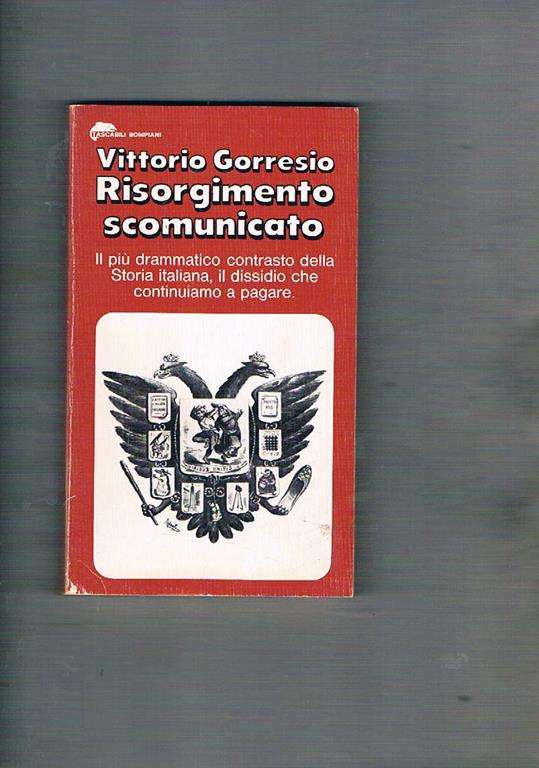 TASCABILI BOMPIANI
Vittorio Gorresio
Risorgimento
scomunicato
Il più drammatico contrasto della
Storia italiana, il dissidio che
continuiamo a pagare.